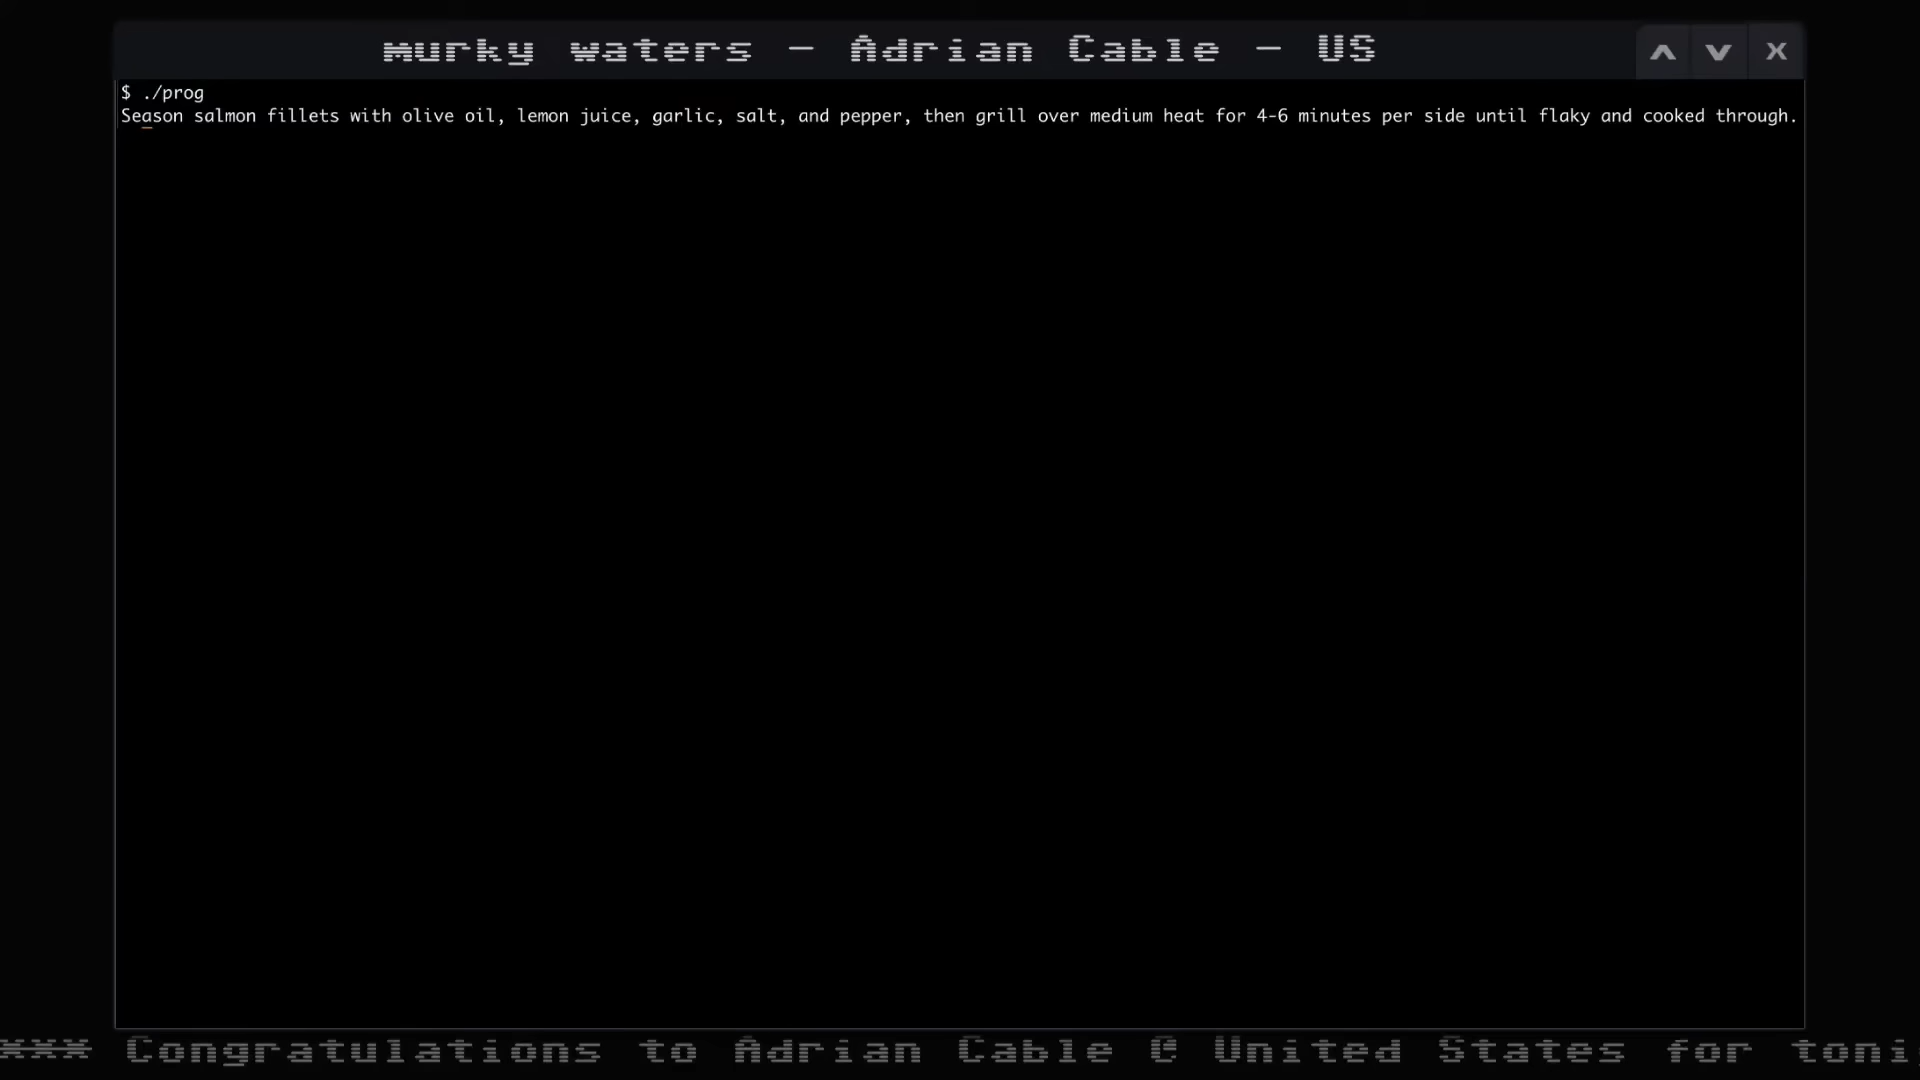 murky waters - Adrian Cable - US
$ ./prog
Season salmon fillets with olive oil, lemon juice, garlic, salt, and pepper, then grill over medium heat for 4-6 minutes per side until flaky and cooked through.
*** Congratulations to Adrian Cable @ United States for toni